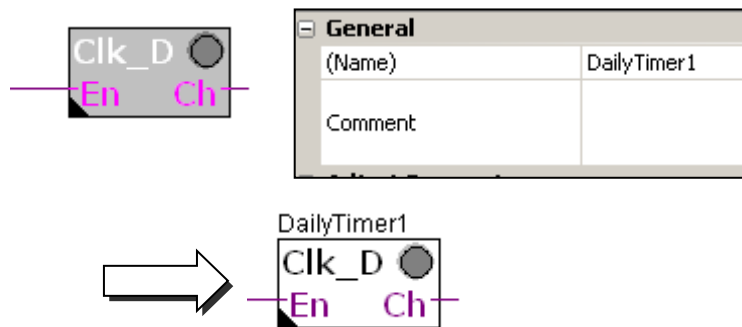 Clk_D
En Ch
General
(Name) DailyTimer1
Comment
DailyTimer1
Clk_D
En Ch